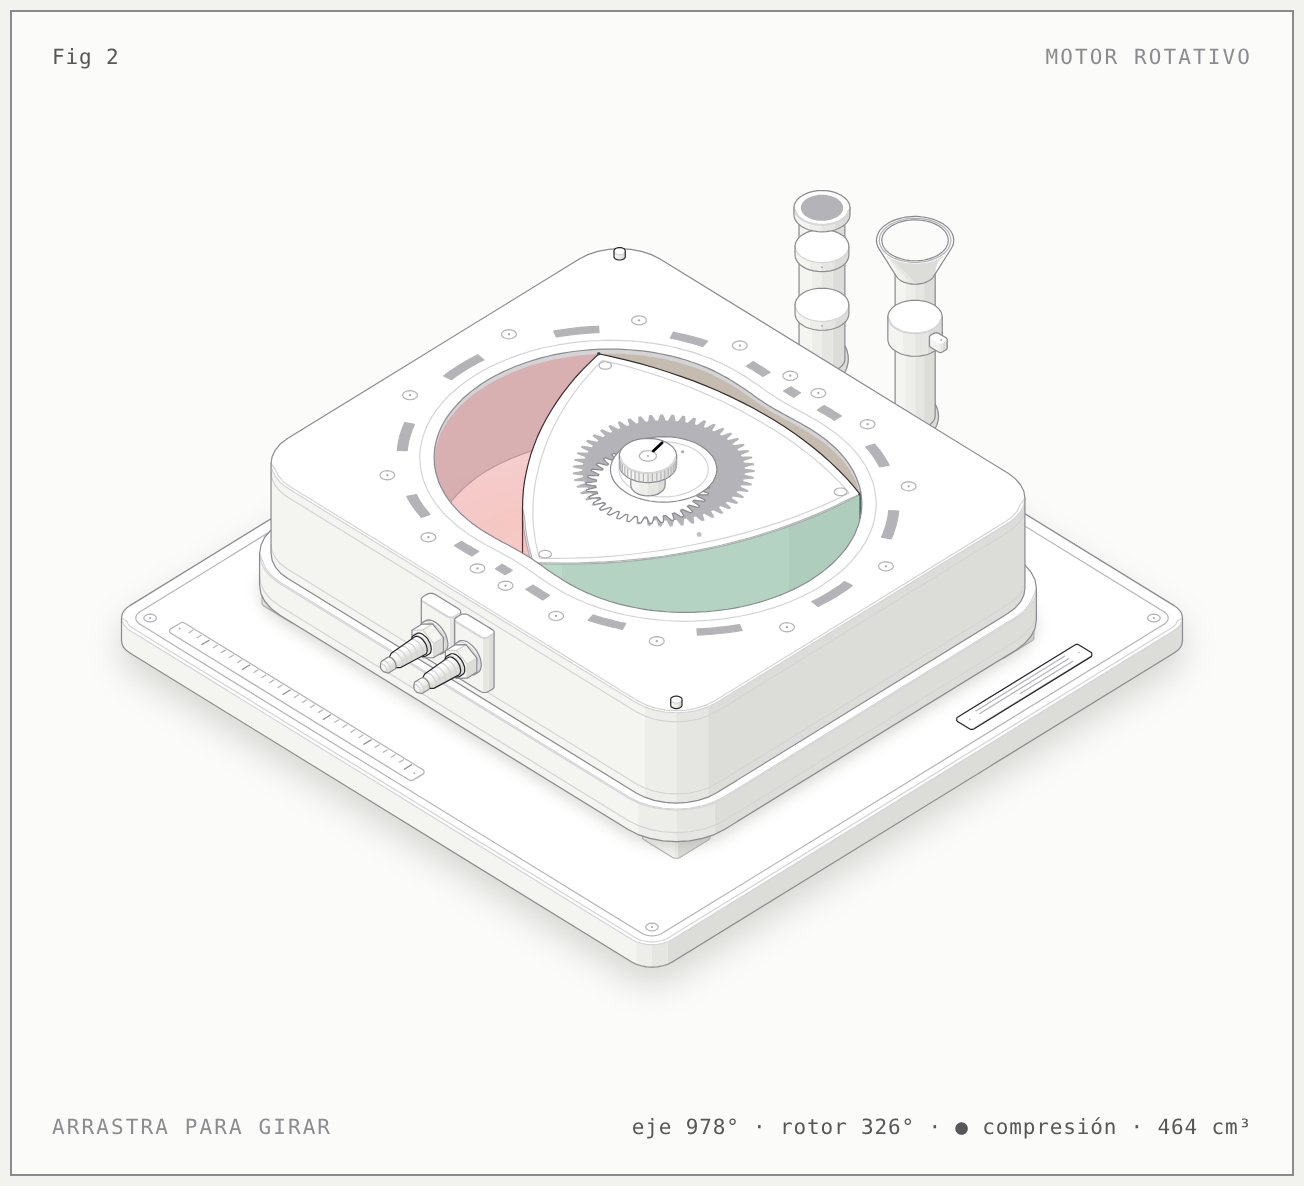 Fig 2
MOTOR ROTATIVO
ARRASTRA PARA GIRAR
eje 978° · rotor 326° · ● compresión · 464 cm³